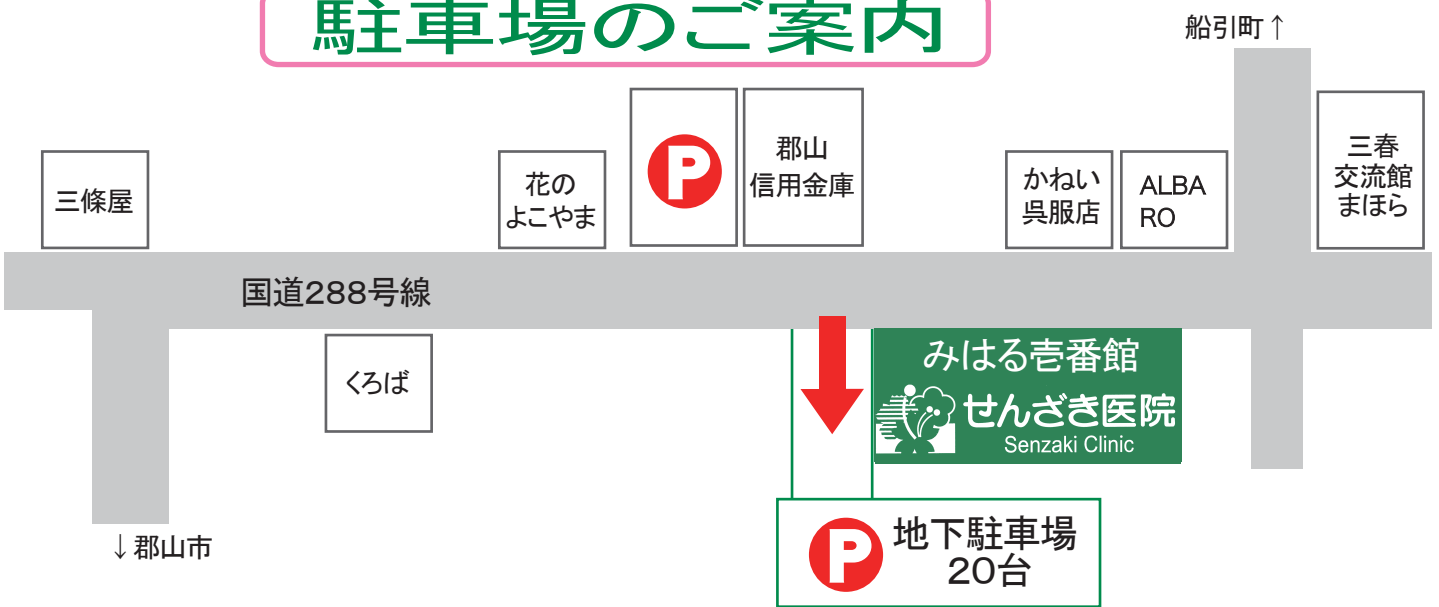 駐車場のご案内
船引町↑
三條屋
花の
よこやま
P
郡山
信用金庫
かねい
呉服店
ALBA
RO
三春
交流館
まほら
国道288号線
くろば
みはる壱番館
せんざき医院
Senzaki Clinic
↓郡山市
P
地下駐車場
20台